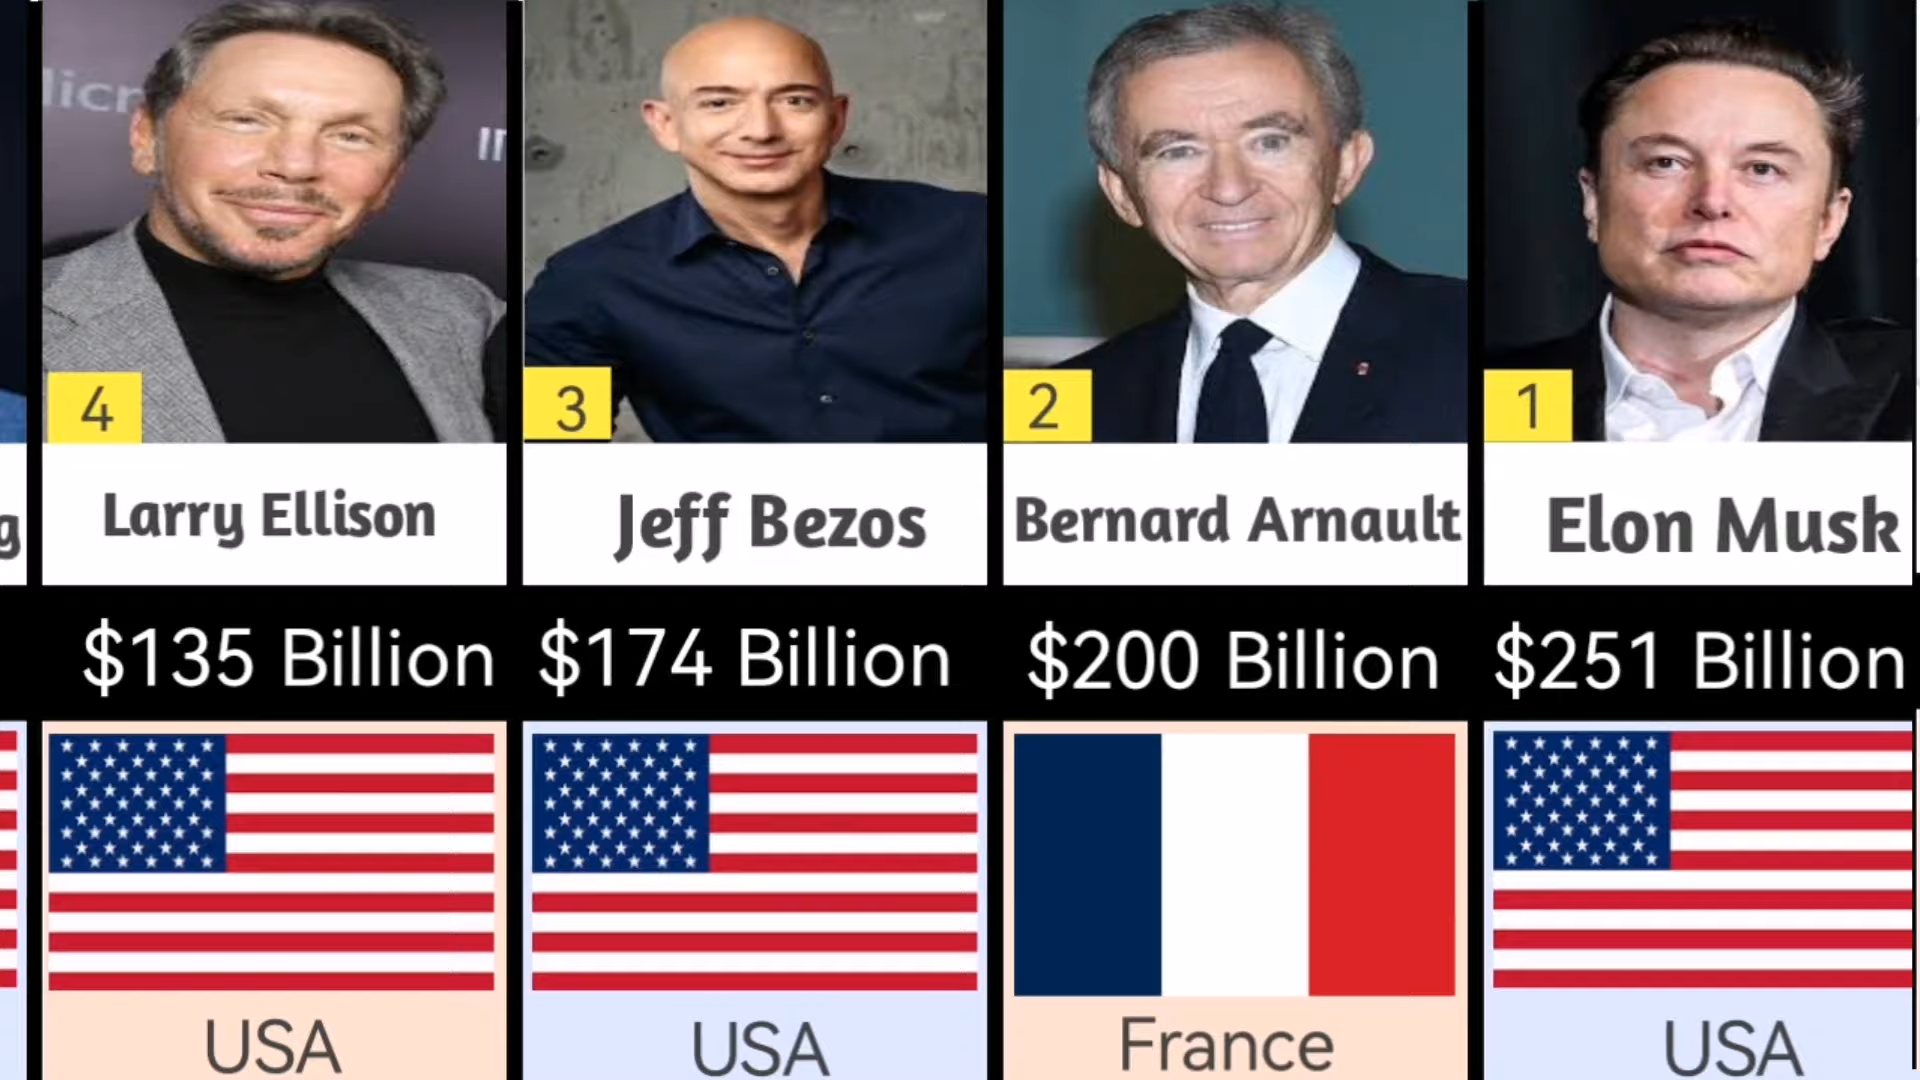 4
3
2
1
g
Larry Ellison
Jeff Bezos
Bernard Arnault
Elon Musk
$135 Billion
$174 Billion
$200 Billion
$251 Billion
USA
USA
France
USA